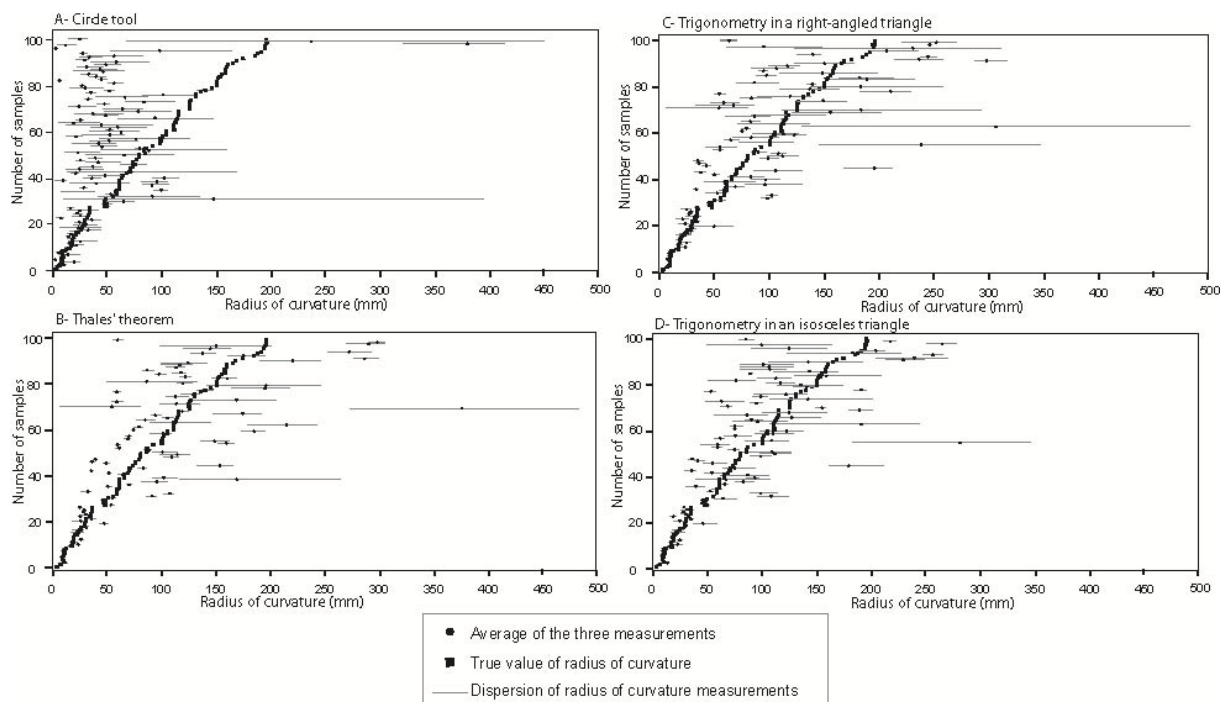 A- Cirde tool
Number of samples
100
80
60
40
20
0
0 50 100 150 200 250 300 350 400 450 500
Radius of curvature (mm)
C- Trigonometry in a right-angled triangle
Number of samples
100
80
60
40
20
0
0 50 100 150 200 250 300 350 400 450 500
Radius of curvature (mm)
B- Thales' theorem
Number of samples
100
80
60
40
20
0
0 50 100 150 200 250 300 350 400 450 500
Radius of curvature (mm)
D- Trigonometry in an isosceles triangle
Number of samples
100
80
60
40
20
0
0 50 100 150 200 250 300 350 400 450 500
Radius of curvature (mm)
Average of the three measurements
True value of radius of curvature
Dispersion of radius of curvature measurements